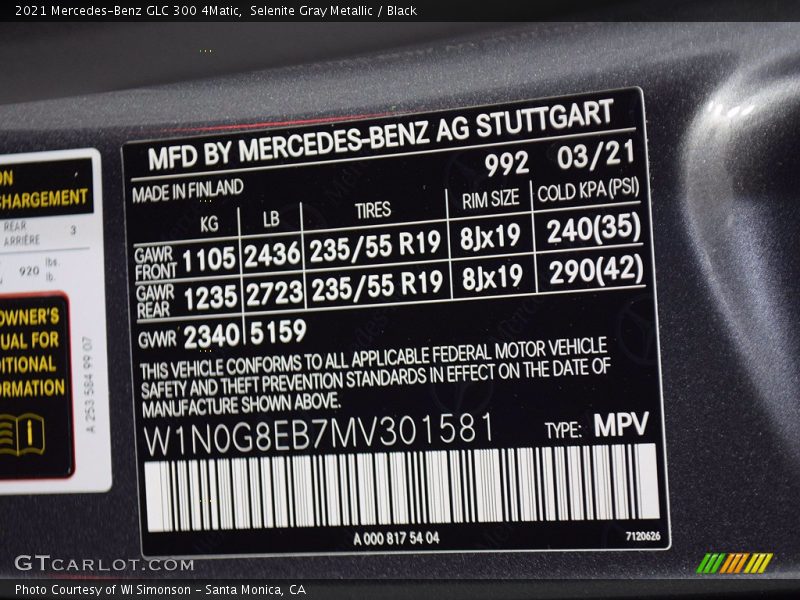 2021 Mercedes-Benz GLC 300 4Matic, Selenite Gray Metallic / Black
MFD BY MERCEDES-BENZ AG STUTTGART
992 03/21
MADE IN FINLAND
KG LB TIRES RIM SIZE COLD KPA (PSI)
GAWR FRONT 1105 2436 235/55 R19 8Jx19 240(35)
GAWR REAR 1235 2723 235/55 R19 8Jx19 290(42)
GWR 2340 5159
THIS VEHICLE CONFORMS TO ALL APPLICABLE FEDERAL MOTOR VEHICLE
SAFETY AND THEFT PREVENTION STANDARDS IN EFFECT ON THE DATE OF
MANUFACTURE SHOWN ABOVE.
W1N0G8EB7MV301581 TYPE: MPV
A 000 817 54 04 7120626
ON
CHARGEMENT
REAR
ARRIÈRE 3
920 lbs. lb.
OWNER'S
UAL FOR
ITIONAL
ORMATION
A 253 584 99 07
GTCARLOT.COM
Photo Courtesy of WI Simonson - Santa Monica, CA